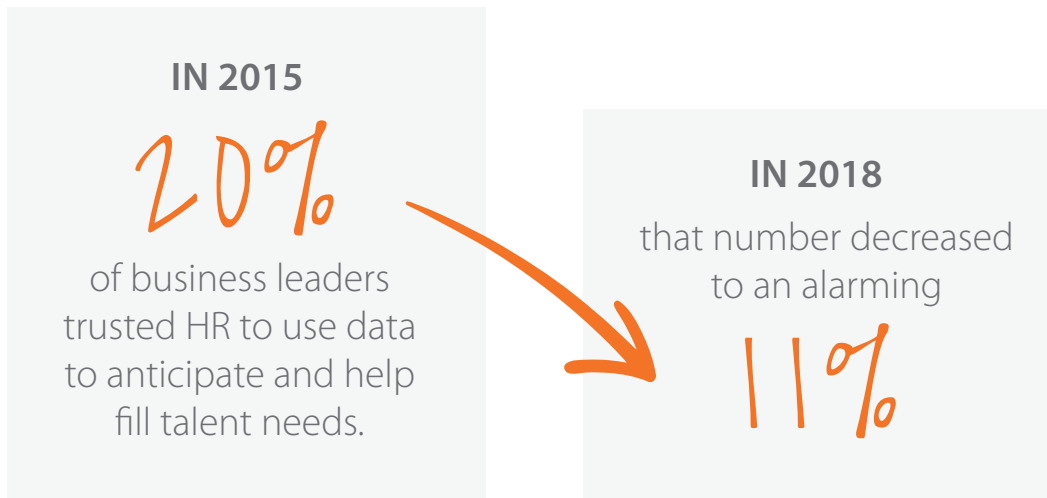 IN 2015
20%
of business leaders
trusted HR to use data
to anticipate and help
fill talent needs.
IN 2018
that number decreased
to an alarming
11%